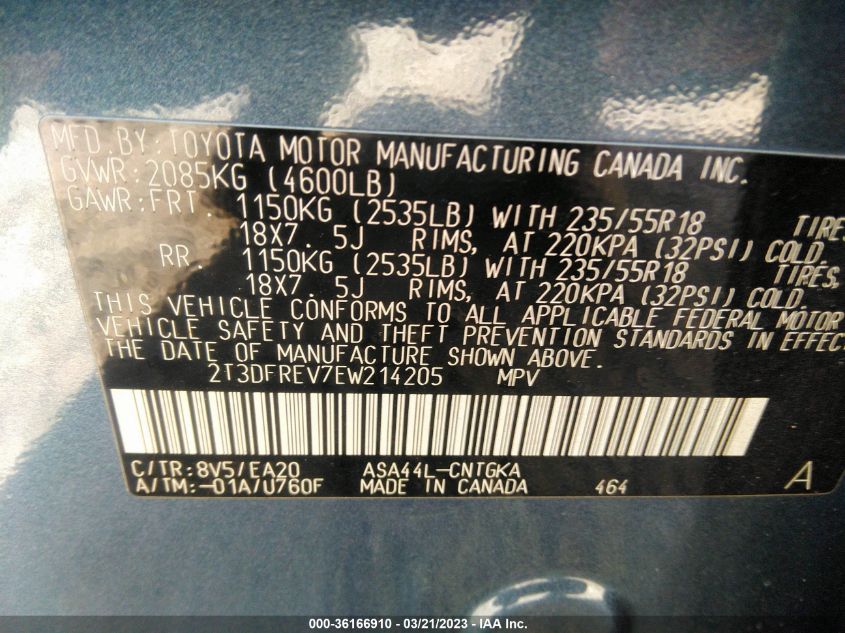 MFD.BY:TOYOTA MOTOR MANUFACTURING CANADA INC.
GVWR:2085KG (4600LB)
GAWR:FRT. 1150KG (2535LB) WITH 235/55R18 TIRES,
18X7. 5J RIMS, AT 220KPA (32PSI) COLD.
RR. 1150KG (2535LB) WITH 235/55R18 TIRES,
18X7. 5J RIMS, AT 220KPA (32PSI) COLD.
THIS VEHICLE CONFORMS TO ALL APPLICABLE FEDERAL MOTOR
VEHICLE SAFETY AND THEFT PREVENTION STANDARDS IN EFFEC
THE DATE OF MANUFACTURE SHOWN ABOVE.
2T3DFREV7EW214205 MPV
C/TR:8V5/EA20 ASA44L-CNTGKA
A/TM:-01A/U760F MADE IN CANADA 464 A
000-36166910 / 03/21/2023 - © IAA Inc.